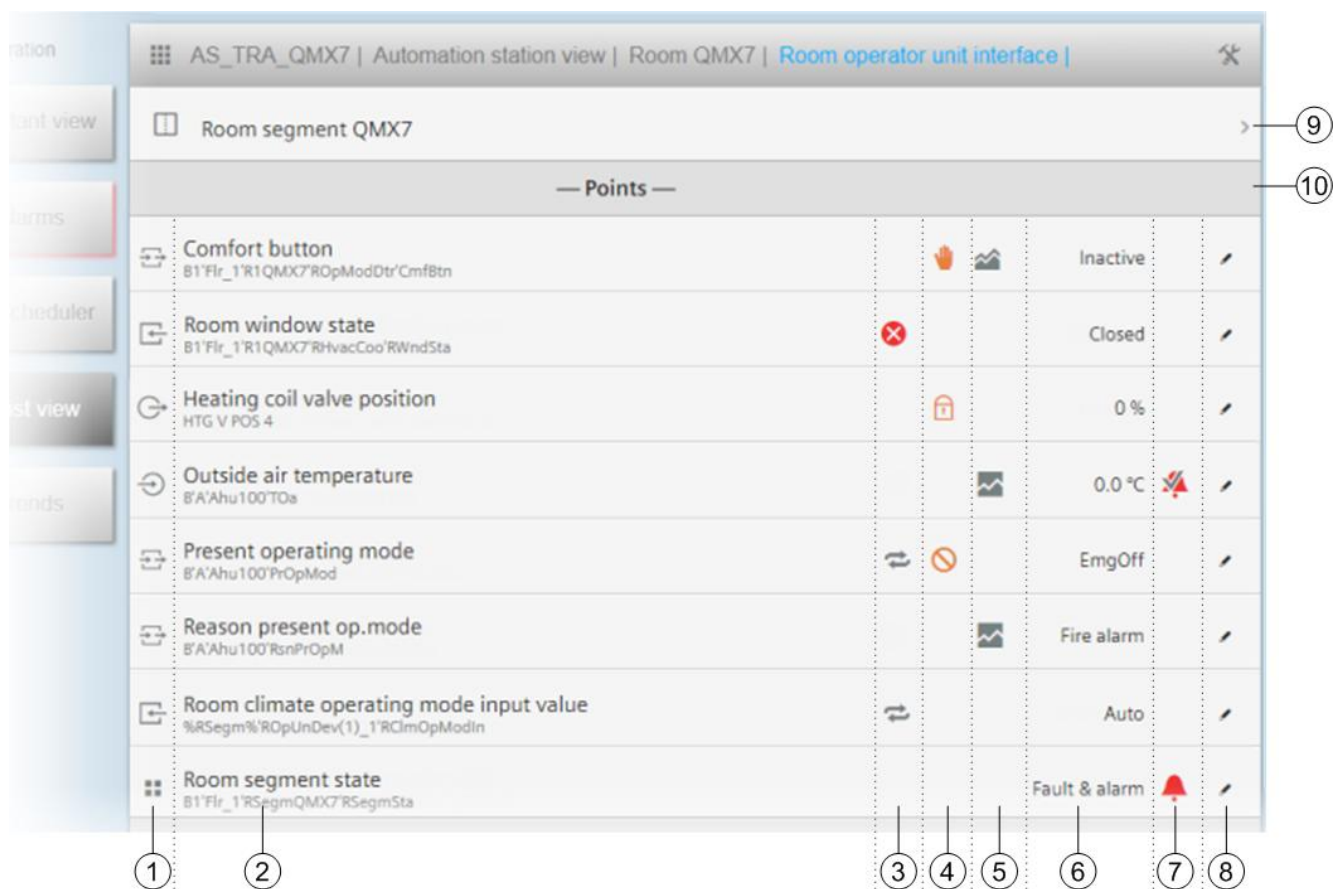 AS_TRA_QMX7 | Automation station view | Room QMX7 | Room operator unit interface |
Room segment QMX7
9
— Points —
10
Comfort button
B1'Flr_1'R1QMX7'ROpModDtr'CmfBtn
Inactive
Room window state
B1'Flr_1'R1QMX7'RHvacCoo'RWndSta
Closed
Heating coil valve position
HTG V POS 4
0 %
Outside air temperature
B'A'Ahu100'TOa
0.0 °C
Present operating mode
B'A'Ahu100'PrOpMod
EmgOff
Reason present op.mode
B'A'Ahu100'RsnPrOpM
Fire alarm
Room climate operating mode input value
%RSegm%'ROpUnDev(1)_1'RClmOpModIn
Auto
Room segment state
B1'Flr_1'RSegmQMX7'RSegmSta
Fault & alarm
view
view
1
2
3
4
5
6
7
8